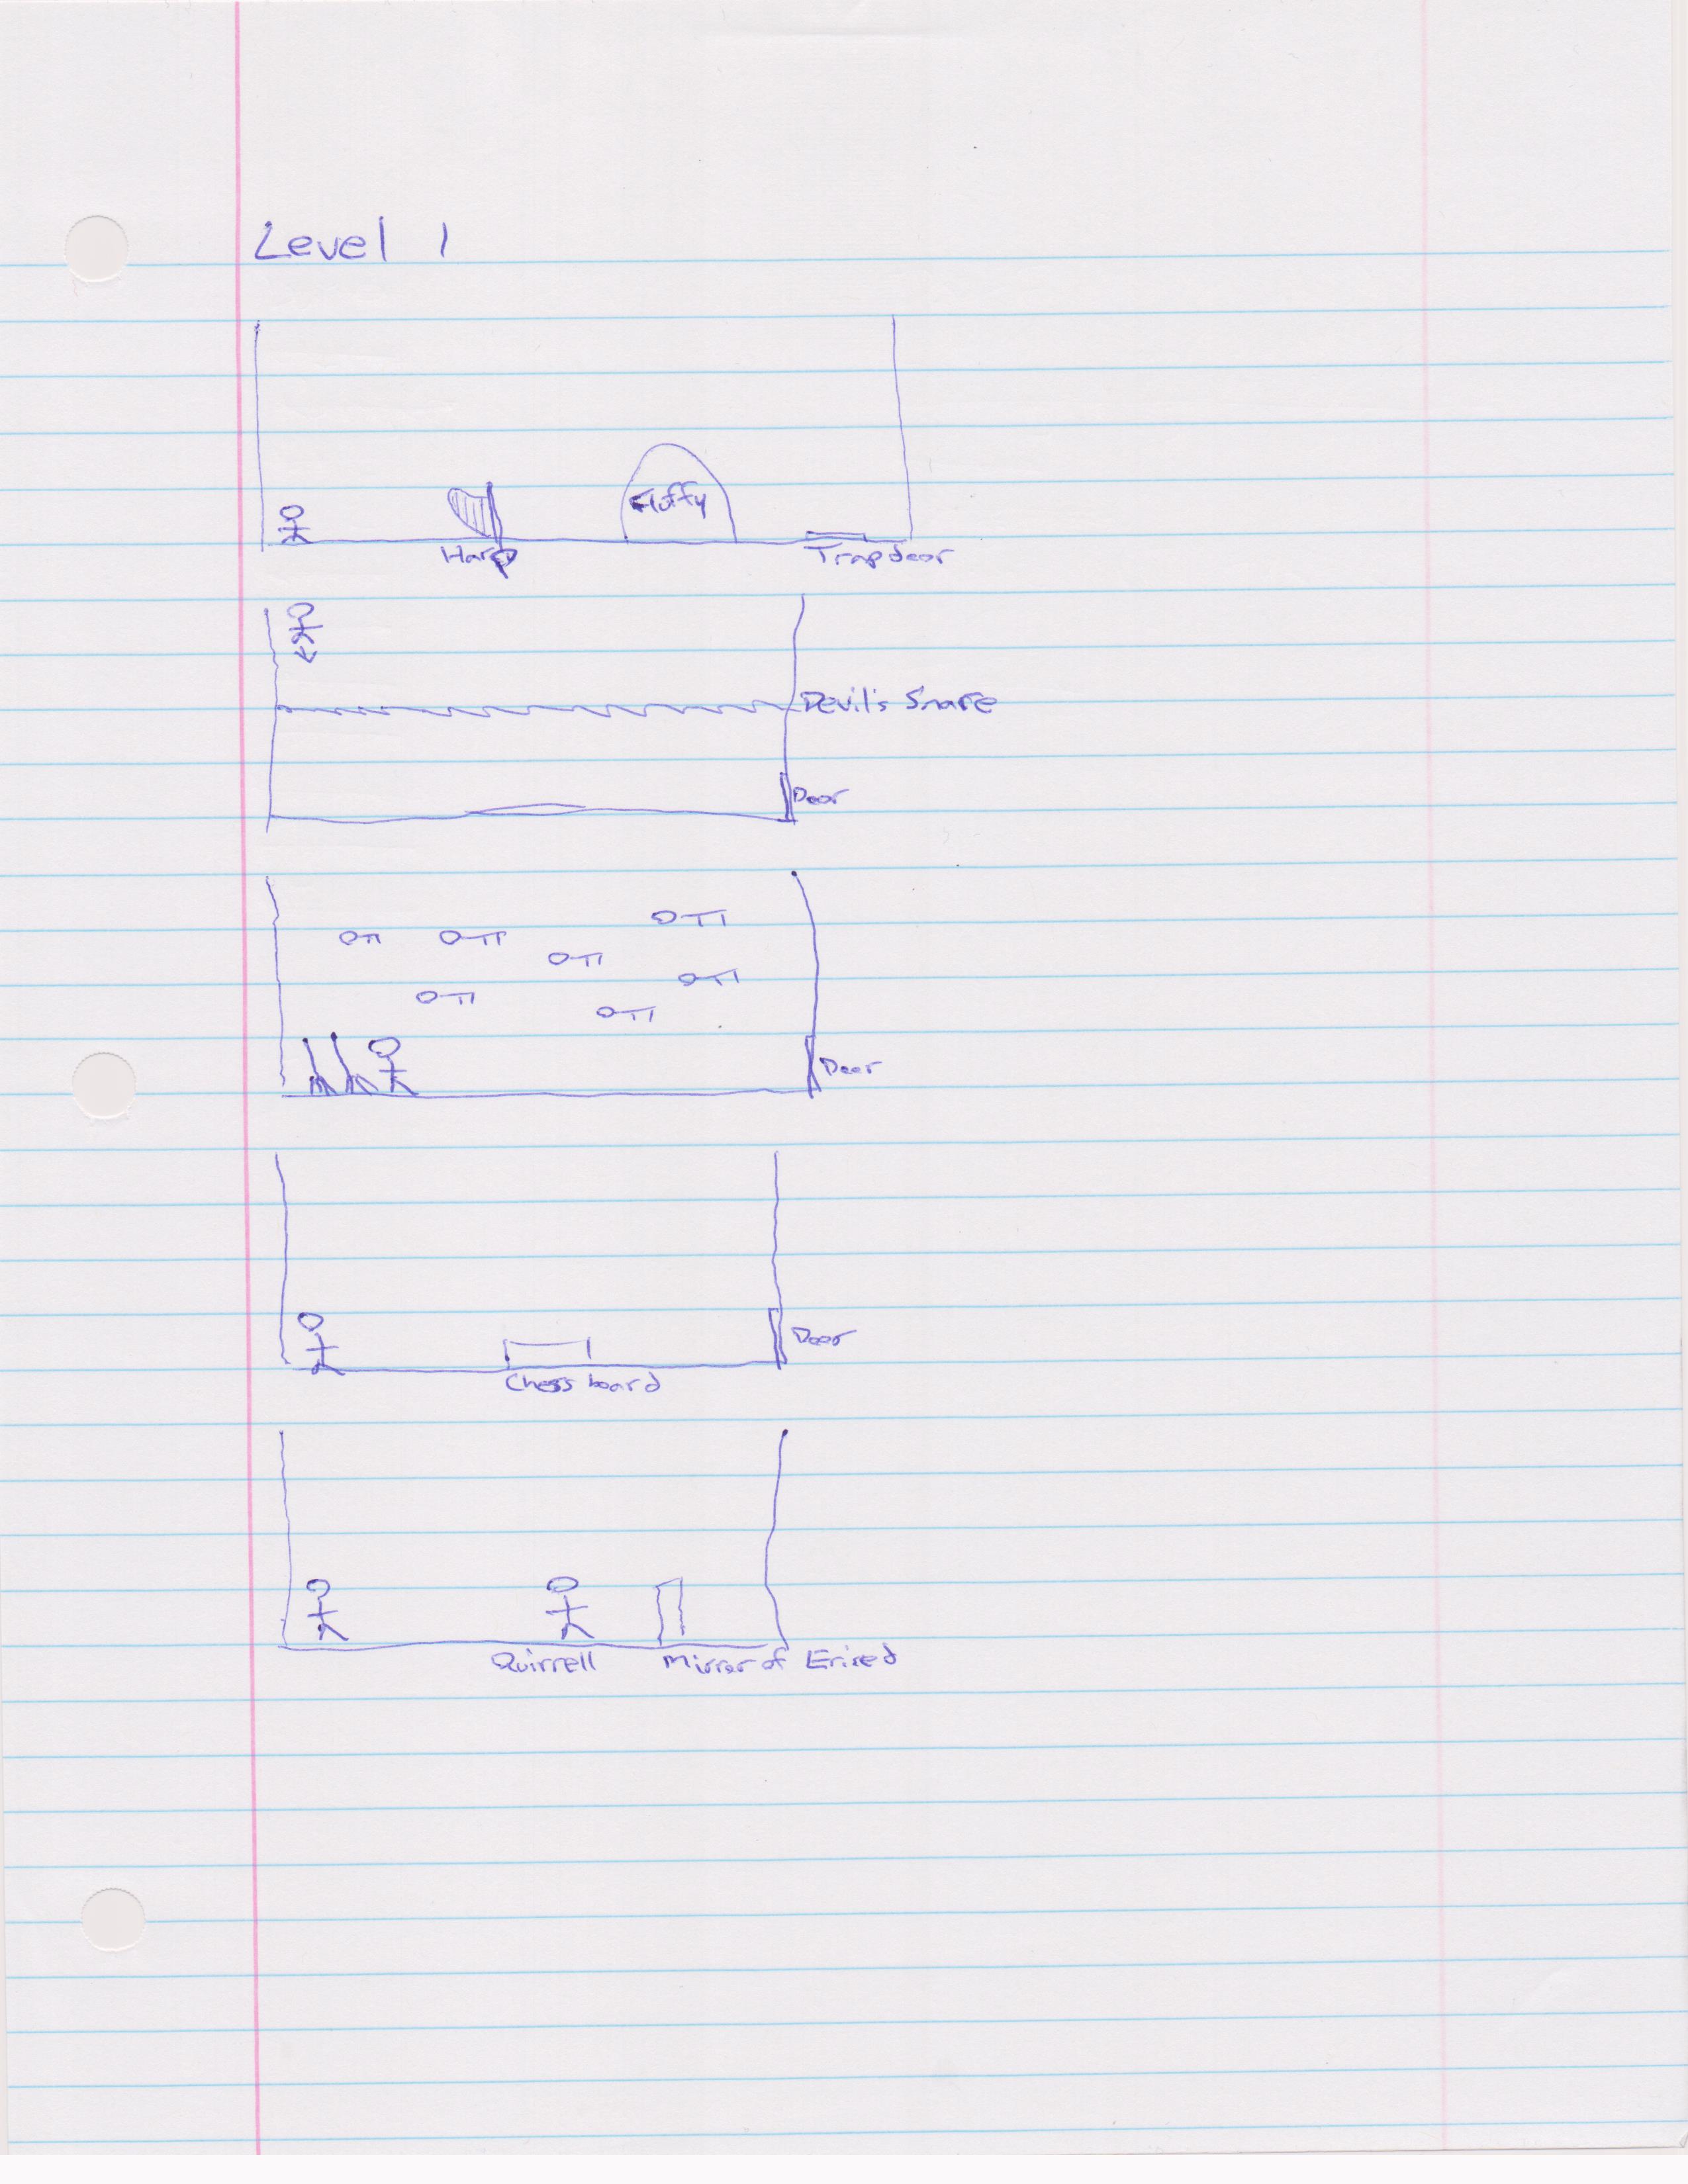 Level 1
Fluffy
Harp Trapdoor
Devil's Snare
Door
Door
Door
Chess board
Quirrell Mirror of Erised